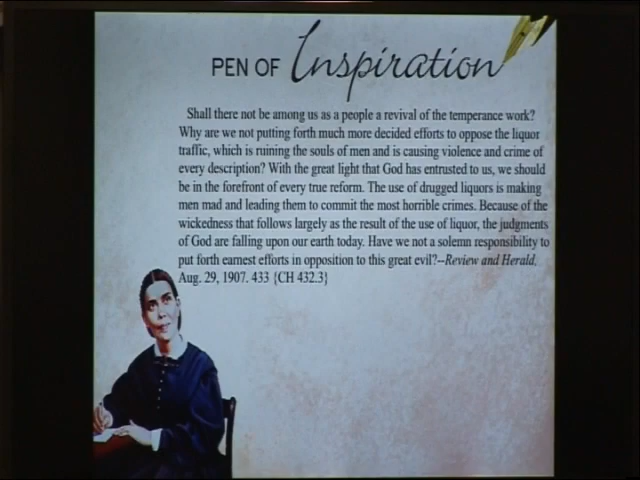 PEN OF Inspiration
Shall there not be among us as a people a revival of the temperance work?
Why are we not putting forth much more decided efforts to oppose the liquor
traffic, which is ruining the souls of men and is causing violence and crime of
every description? With the great light that God has entrusted to us, we should
be in the forefront of every true reform. The use of drugged liquors is making
men mad and leading them to commit the most horrible crimes. Because of the
wickedness that follows largely as the result of the use of liquor, the judgments
of God are falling upon our earth today. Have we not a solemn responsibility to
put forth earnest efforts in opposition to this great evil?--Review and Herald,
Aug. 29, 1907. 433 {CH 432.3}